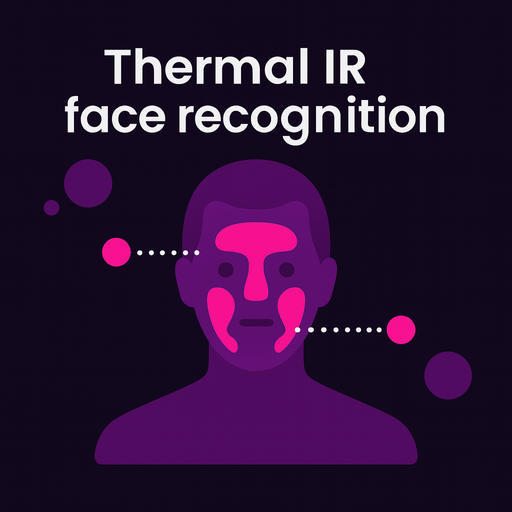 Thermal IR
face recognition